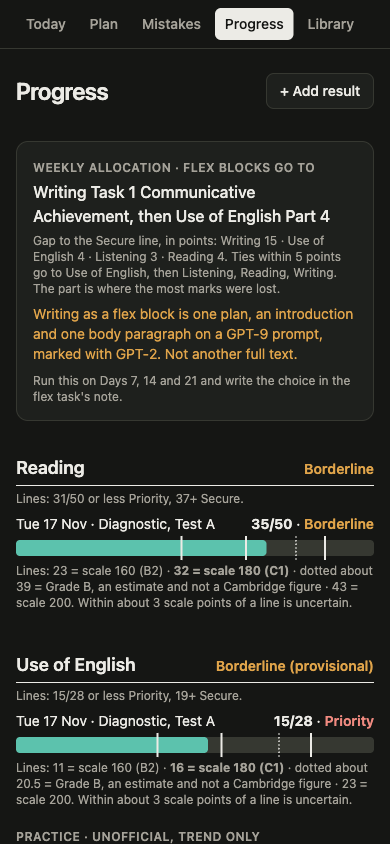 Today Plan Mistakes Progress Library
Progress
+ Add result
WEEKLY ALLOCATION · FLEX BLOCKS GO TO
Writing Task 1 Communicative
Achievement, then Use of English Part 4
Gap to the Secure line, in points: Writing 15 · Use of
English 4 · Listening 3 · Reading 4. Ties within 5 points
go to Use of English, then Listening, Reading, Writing.
The part is where the most marks were lost.
Writing as a flex block is one plan, an introduction
and one body paragraph on a GPT-9 prompt,
marked with GPT-2. Not another full text.
Run this on Days 7, 14 and 21 and write the choice in the
flex task's note.
Reading Borderline
Lines: 31/50 or less Priority, 37+ Secure.
Tue 17 Nov · Diagnostic, Test A 35/50 · Borderline
Lines: 23 = scale 160 (B2) · 32 = scale 180 (C1) · dotted about
39 = Grade B, an estimate and not a Cambridge figure · 43 =
scale 200. Within about 3 scale points of a line is uncertain.
Use of English Borderline (provisional)
Lines: 15/28 or less Priority, 19+ Secure.
Tue 17 Nov · Diagnostic, Test A 15/28 · Priority
Lines: 11 = scale 160 (B2) · 16 = scale 180 (C1) · dotted about
20.5 = Grade B, an estimate and not a Cambridge figure · 23 =
scale 200. Within about 3 scale points of a line is uncertain.
PRACTICE · UNOFFICIAL, TREND ONLY